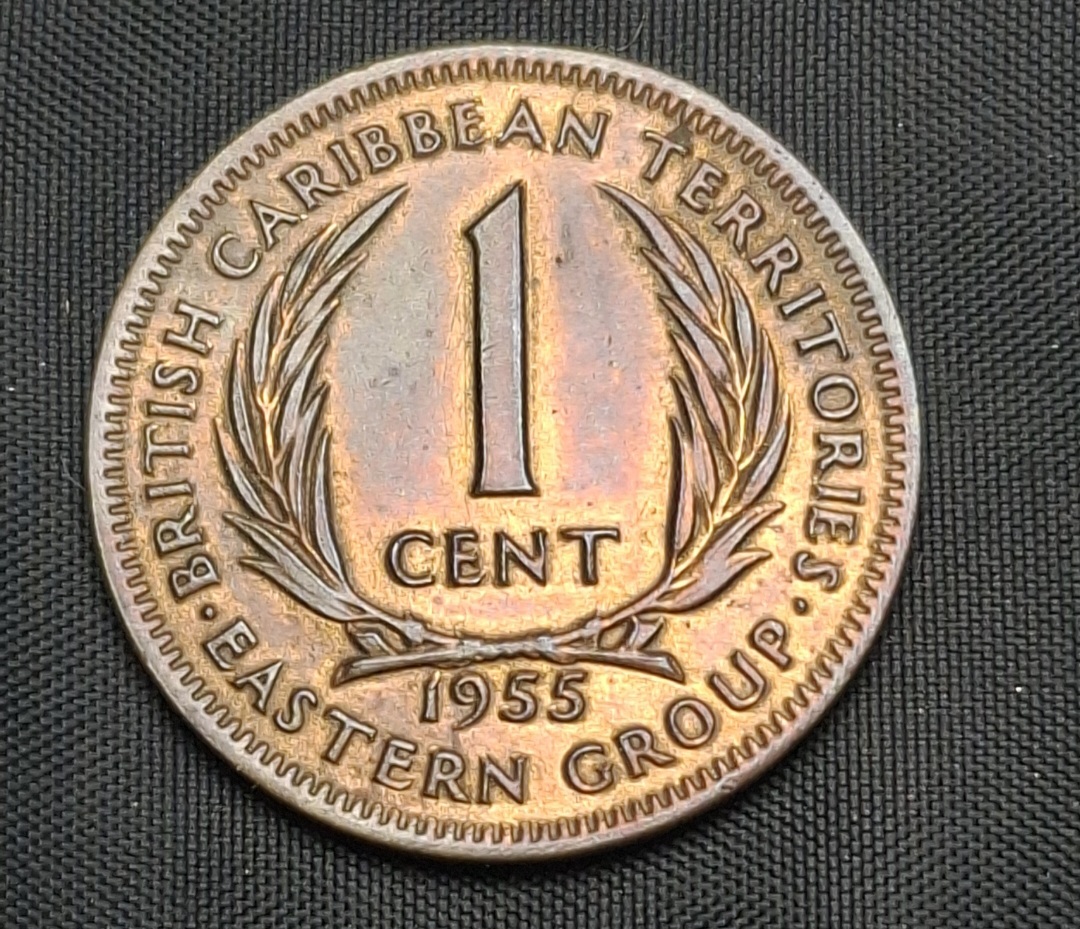 BRITISH CARIBBEAN TERRITORIES
1
CENT
1955
·EASTERN GROUP·